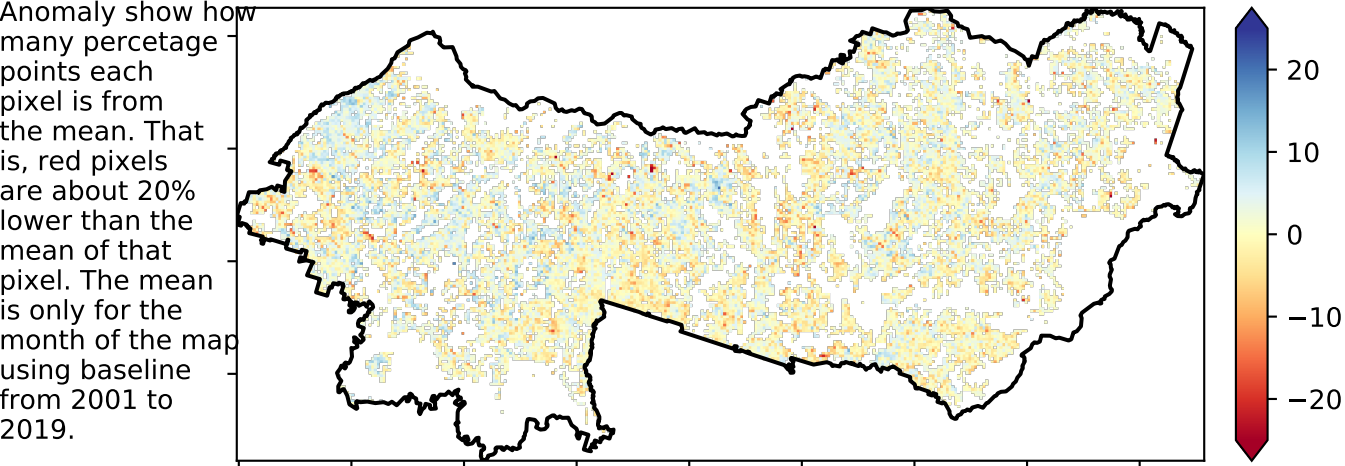 Anomaly show how
many percetage
points each
pixel is from
the mean. That
is, red pixels
are about 20%
lower than the
mean of that
pixel. The mean
is only for the
month of the map
using baseline
from 2001 to
2019.
20
10
0
−10
−20